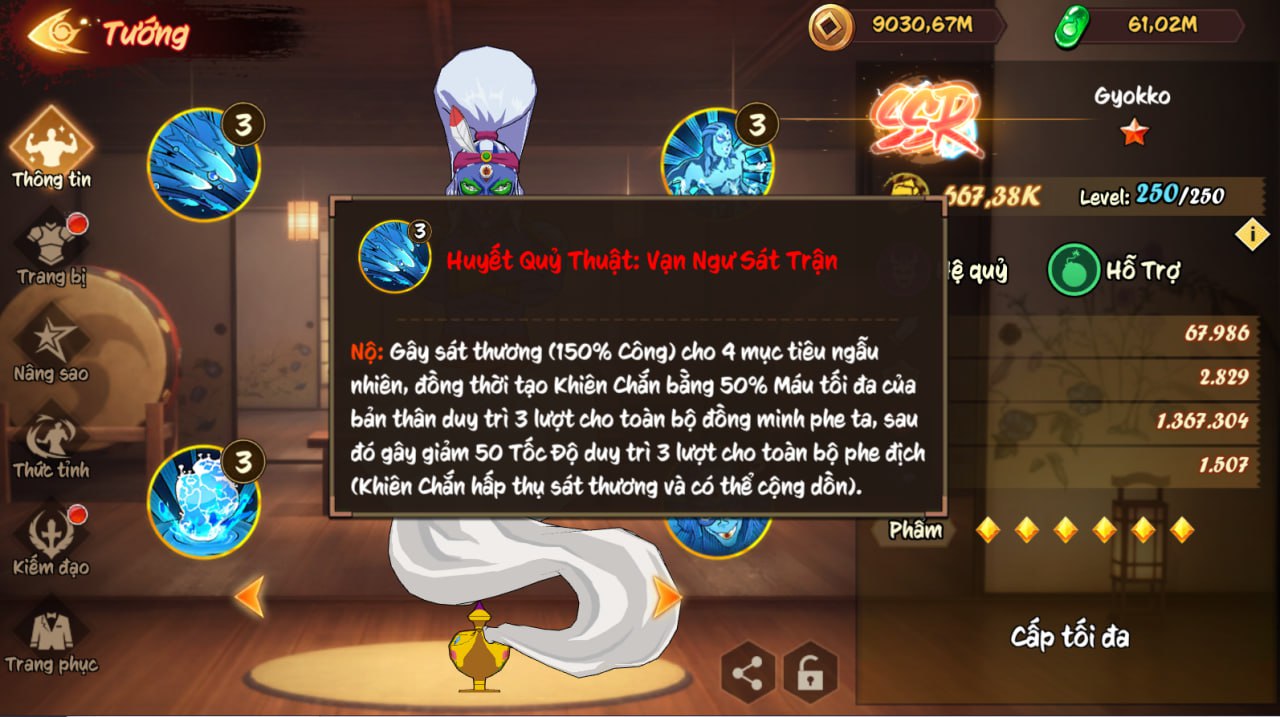 Tướng
9030,67M
61,02M
Thông tin
Trang bị
Nâng sao
Thức tỉnh
Kiếm đạo
Trang phục
3
3
3
SSR
Gyokko
667,38K
Level: 250/250
i
ệ quỷ
Hỗ Trợ
67.986
2.829
1.367.304
1.507
Phẩm
Cấp tối đa
3
Huyết Quỷ Thuật: Vạn Ngư Sát Trận
Nộ: Gây sát thương (150% Công) cho 4 mục tiêu ngẫu
nhiên, đồng thời tạo Khiên Chắn bằng 50% Máu tối đa của
bản thân duy trì 3 lượt cho toàn bộ đồng minh phe ta, sau
đó gây giảm 50 Tốc Độ duy trì 3 lượt cho toàn bộ phe địch
(Khiên Chắn hấp thụ sát thương và có thể cộng dồn).